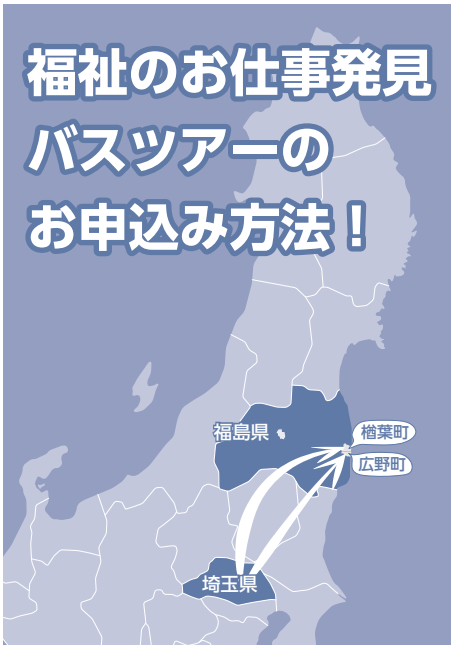 福祉のお仕事発見
バスツアーの
お申込み方法！
福島県
楢葉町
広野町
埼玉県